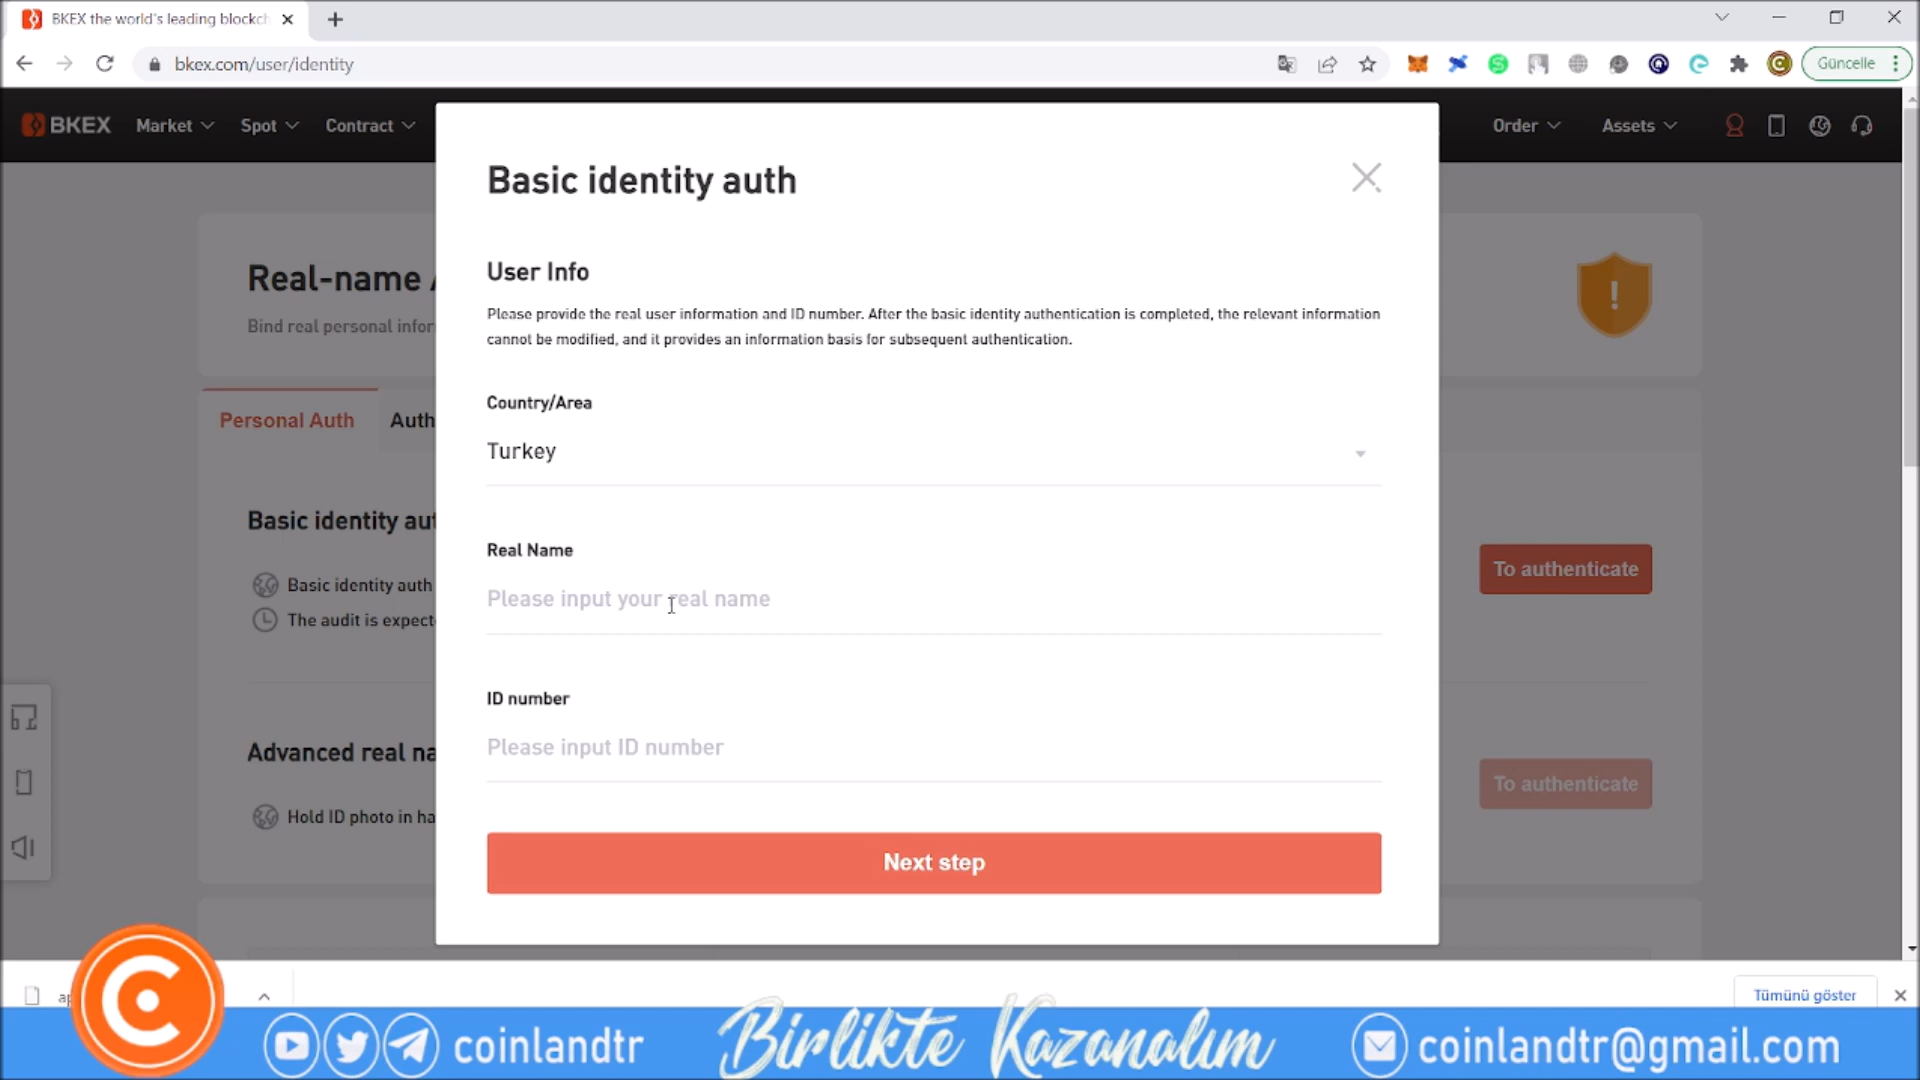 BKEX the world's leading blockch
bkex.com/user/identity
Güncelle
BKEX
Market
Spot
Contract
Order
Assets
Basic identity auth
Real-name
Bind real personal infor
User Info
Please provide the real user information and ID number. After the basic identity authentication is completed, the relevant information
cannot be modified, and it provides an information basis for subsequent authentication.
Country/Area
Turkey
Personal Auth
Auth
Basic identity aut
Real Name
Please input your real name
Basic identity auth
The audit is expect
To authenticate
ID number
Please input ID number
Advanced real na
Hold ID photo in ha
To authenticate
Next step
Tümünü göster
coinlandtr
Birlikte Kazanalım
coinlandtr@gmail.com